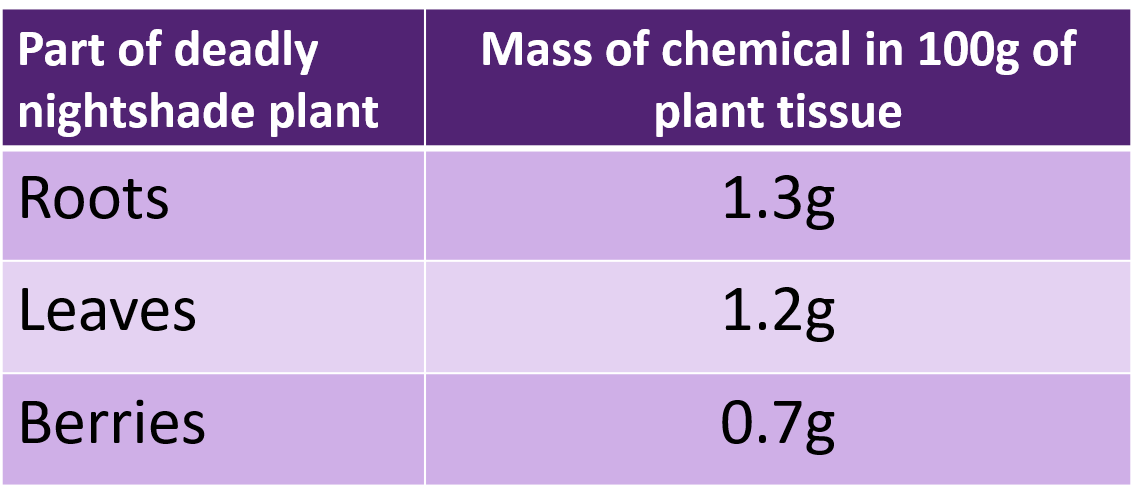 Part of deadly
nightshade plant
Mass of chemical in 100g of
plant tissue
Roots
1.3g
Leaves
1.2g
Berries
0.7g